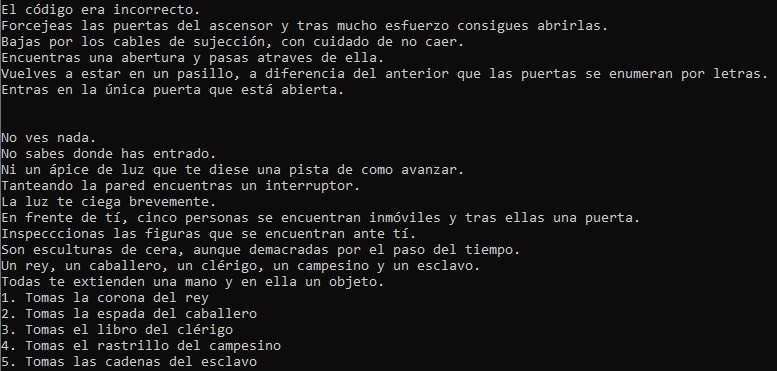 El código era incorrecto.
Forcejeas las puertas del ascensor y tras mucho esfuerzo consigues abrirlas.
Bajas por los cables de sujección, con cuidado de no caer.
Encuentras una abertura y pasas atraves de ella.
Vuelves a estar en un pasillo, a diferencia del anterior que las puertas se enumeran por letras.
Entras en la única puerta que está abierta.
No ves nada.
No sabes donde has entrado.
Ni un ápice de luz que te diese una pista de como avanzar.
Tanteando la pared encuentras un interruptor.
La luz te ciega brevemente.
En frente de tí, cinco personas se encuentran inmóviles y tras ellas una puerta.
Inspecccionas las figuras que se encuentran ante tí.
Son esculturas de cera, aunque demacradas por el paso del tiempo.
Un rey, un caballero, un clérigo, un campesino y un esclavo.
Todas te extienden una mano y en ella un objeto.
1. Tomas la corona del rey
2. Tomas la espada del caballero
3. Tomas el libro del clérigo
4. Tomas el rastrillo del campesino
5. Tomas las cadenas del esclavo